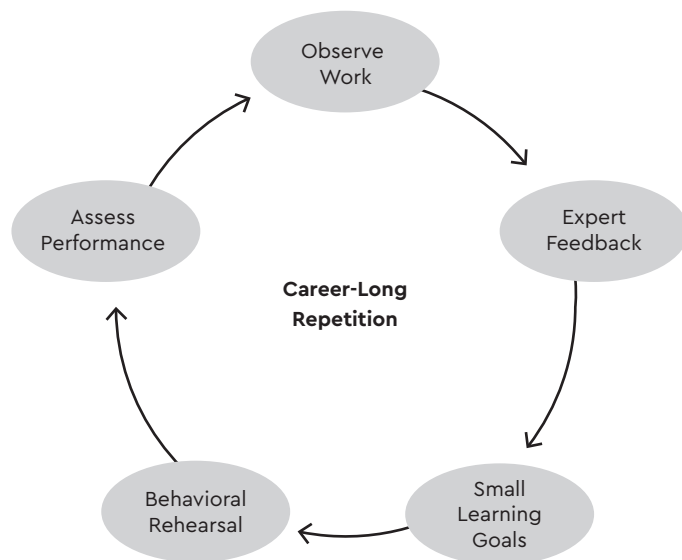 Observe
Work
Expert
Feedback
Small
Learning
Goals
Behavioral
Rehearsal
Assess
Performance
Career-Long
Repetition